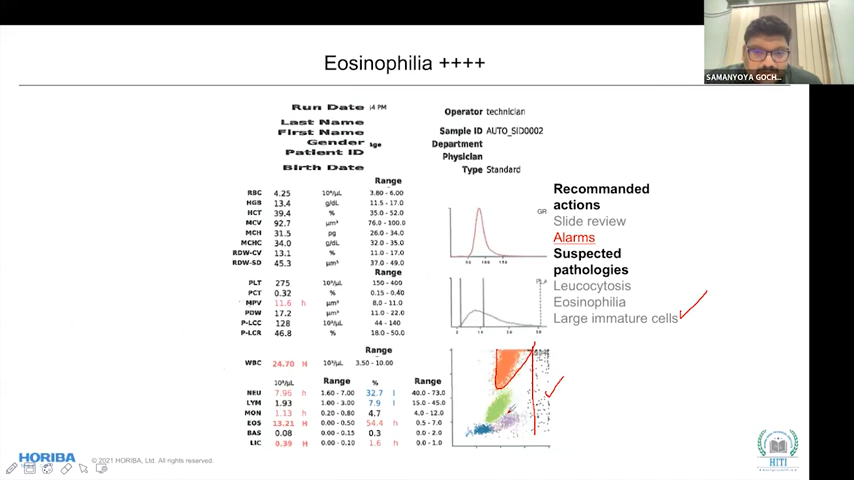 Eosinophilia ++++
SAMANYOYA GOCH...
Run Date :4 PM
Last Name
First Name
Gender Age
Patient ID
Birth Date
Operator technician
Sample ID AUTO_SID0002
Department
Physician
Type Standard
Range
RBC 4.25 10⁶/µL 3.80 - 6.00
HGB 13.4 g/dL 11.5 - 17.0
HCT 39.4 % 35.0 - 52.0
MCV 92.7 µm³ 76.0 - 100.0
MCH 31.5 pg 26.0 - 34.0
MCHC 34.0 g/dL 32.0 - 35.0
RDW-CV 13.1 % 11.0 - 17.0
RDW-SD 45.3 µm³ 37.0 - 49.0
Range
PLT 275 150 - 400
PCT 0.32 % 0.15 - 0.40
MPV 11.6 h µm³ 8.0 - 11.0
PDW 17.2 µm³ 11.0 - 22.0
P-LCC 128 10³/µL 44 - 140
P-LCR 46.8 % 18.0 - 50.0
Range
WBC 24.70 H 10³/µL 3.50 - 10.00
10³/µL Range % Range
NEU 7.96 h 1.60 - 7.00 32.7 l 40.0 - 73.0
LYM 1.93 1.00 - 3.00 7.9 l 15.0 - 45.0
MON 1.13 h 0.20 - 0.80 4.7 4.0 - 12.0
EOS 13.21 H 0.00 - 0.50 54.4 h 0.5 - 7.0
BAS 0.08 0.00 - 0.15 0.3 0.0 - 2.0
LIC 0.39 H 0.00 - 0.10 1.6 h 0.0 - 1.0
Recommanded
actions
Slide review
Alarms
Suspected
pathologies
Leucocytosis
Eosinophilia
Large immature cells
HORIBA © 2021 HORIBA, Ltd. All rights reserved.
HITI